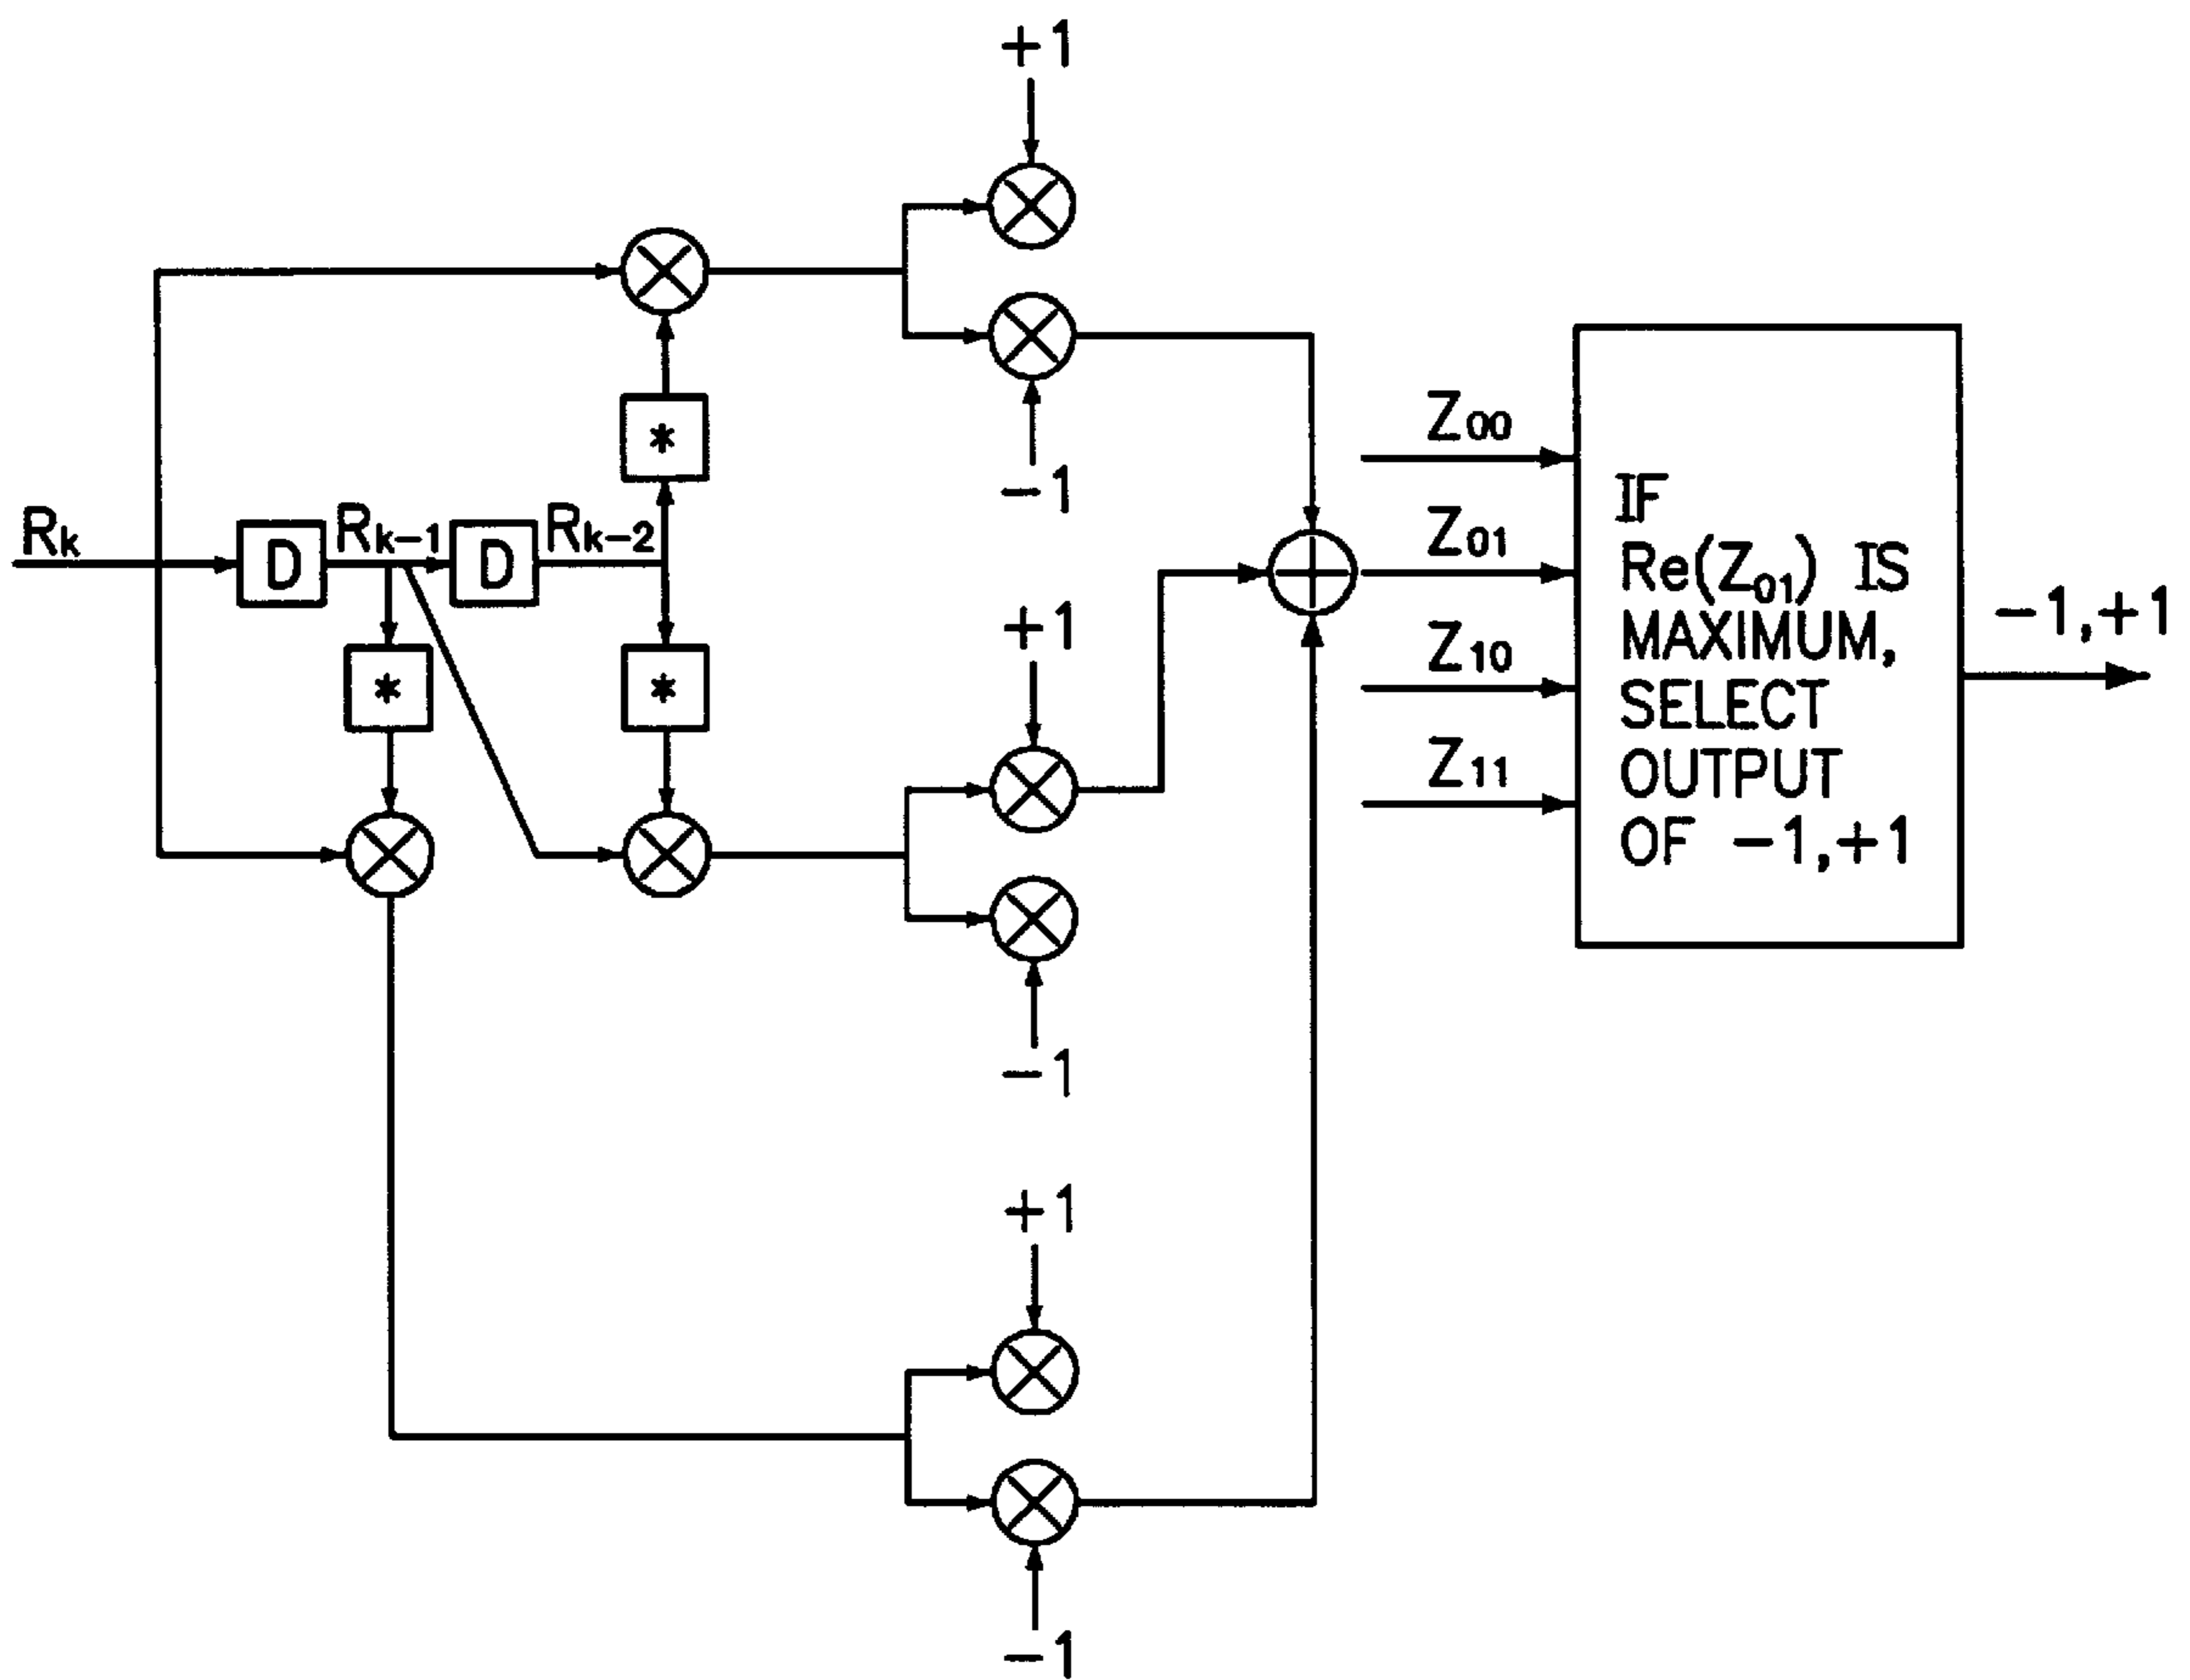 +1
-1
Rk
D
Rk-1
D
Rk-2
*
*
*
+1
-1
+1
-1
Z00
Z01
Z10
Z11
IF
Re(Z01) IS
MAXIMUM,
SELECT
OUTPUT
OF -1,+1
-1,+1